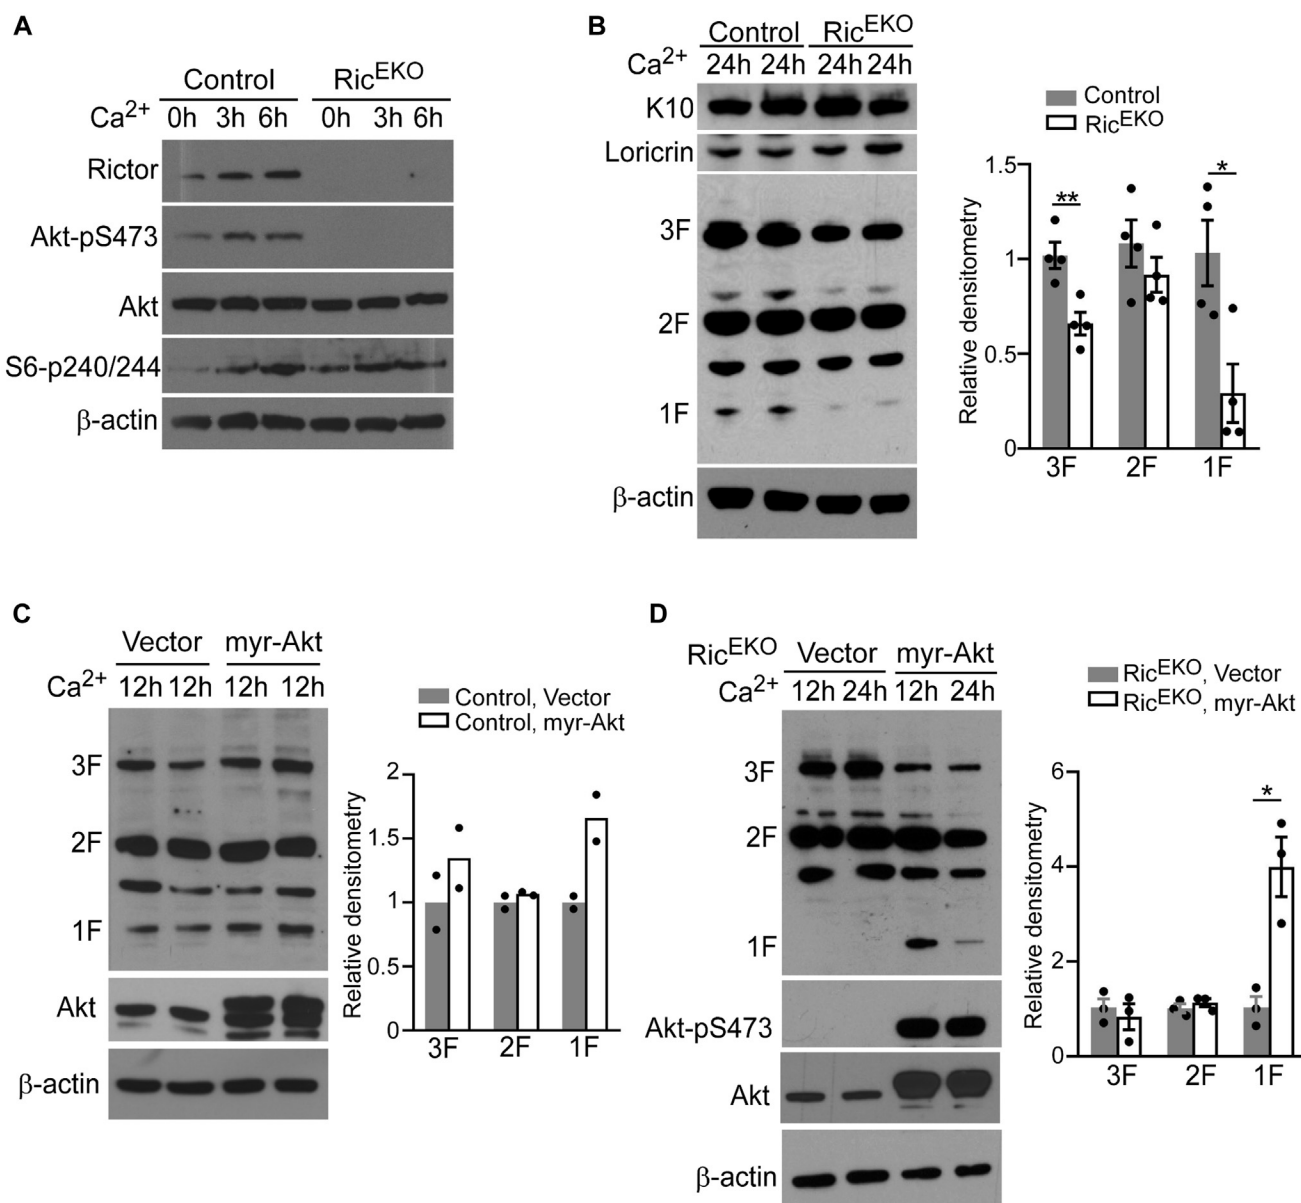 A
Control Ric^EKO
Ca2+ 0h 3h 6h 0h 3h 6h
Rictor
Akt-pS473
Akt
S6-p240/244
β-actin
B
Control Ric^EKO
Ca2+ 24h 24h 24h 24h
K10
Loricrin
3F
2F
1F
β-actin
Control
Ric^EKO
Relative densitometry
1.5
1
0.5
0
** *
3F 2F 1F
C
Vector myr-Akt
Ca2+ 12h 12h 12h 12h
3F
2F
1F
Akt
β-actin
Control, Vector
Control, myr-Akt
Relative densitometry
2
1.5
1
0.5
0
3F 2F 1F
D
Ric^EKO Vector myr-Akt
Ca2+ 12h 24h 12h 24h
3F
2F
1F
Akt-pS473
Akt
β-actin
Ric^EKO, Vector
Ric^EKO, myr-Akt
Relative densitometry
6
4
2
0
*
3F 2F 1F